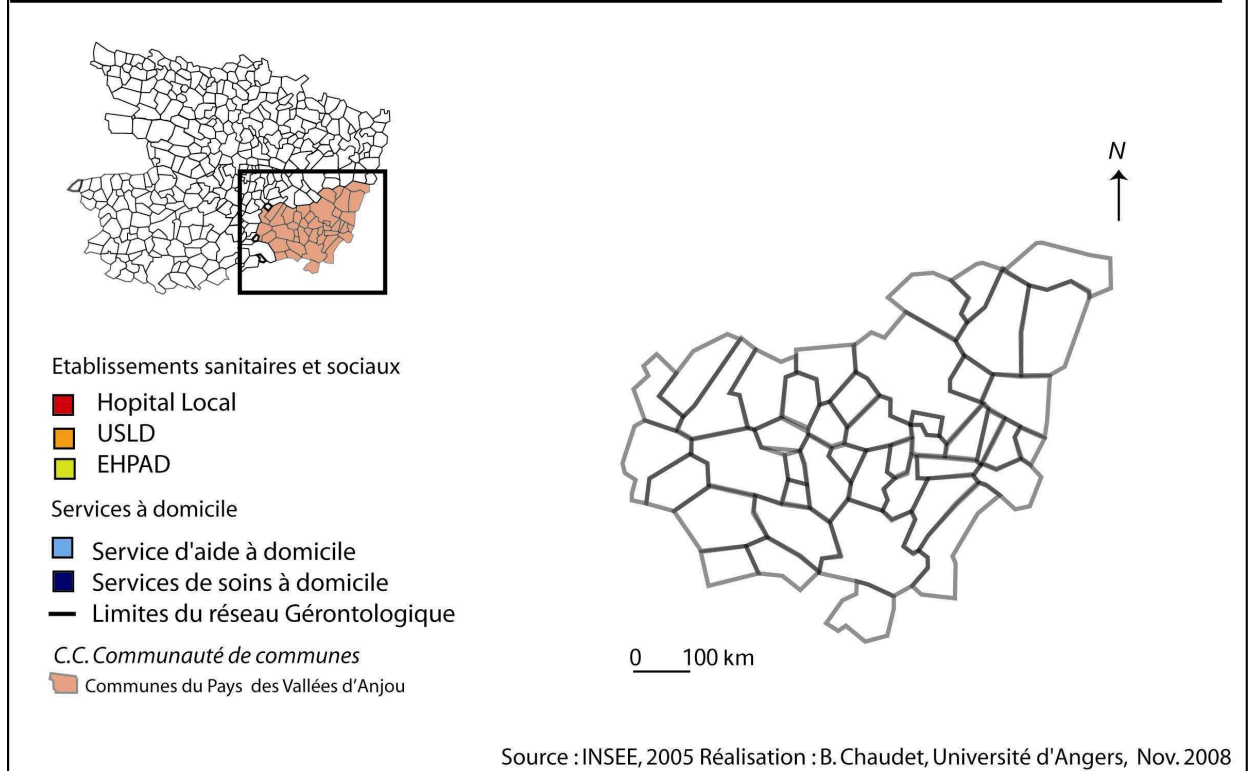 N
Etablissements sanitaires et sociaux
Hopital Local
USLD
EHPAD
Services à domicile
Service d'aide à domicile
Services de soins à domicile
Limites du réseau Gérontologique
C.C. Communauté de communes
Communes du Pays des Vallées d'Anjou
0 100 km
Source : INSEE, 2005 Réalisation : B. Chaudet, Université d'Angers, Nov. 2008